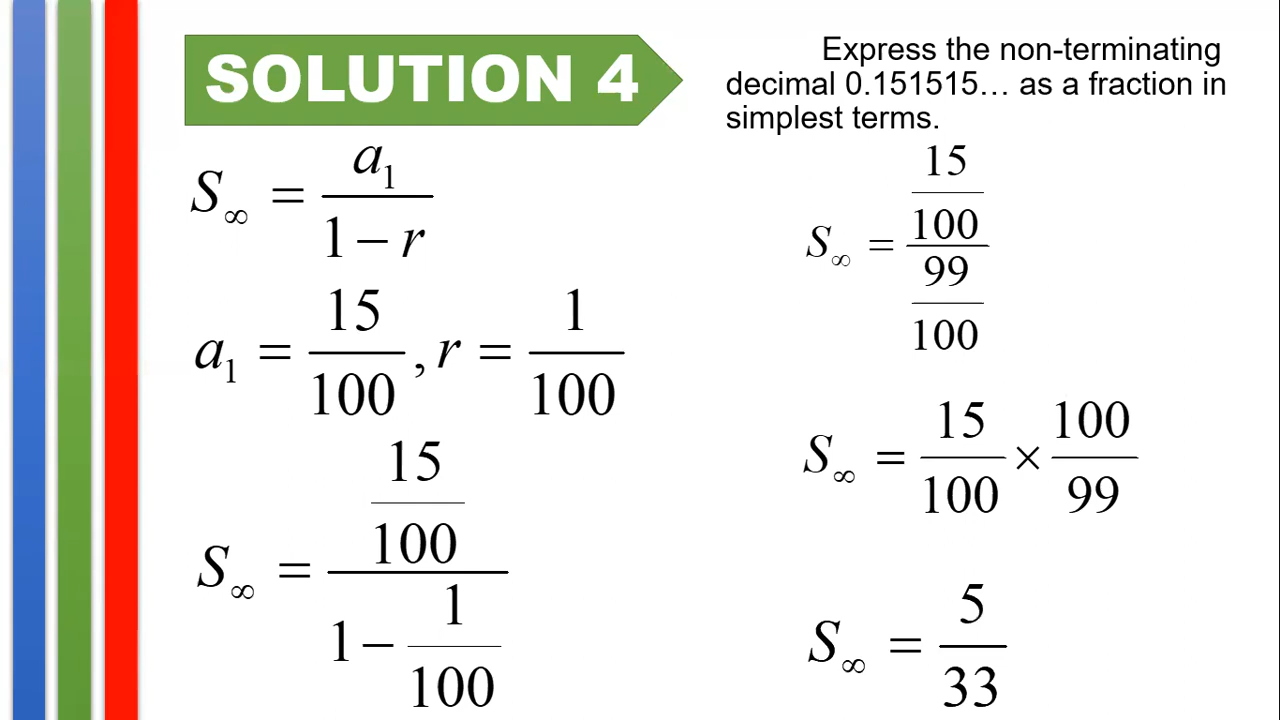 SOLUTION 4
Express the non-terminating
decimal 0.151515… as a fraction in
simplest terms.
S∞ = a₁ / (1 − r)
a₁ = 15/100 , r = 1/100
S∞ = (15/100) / (1 − 1/100)
S∞ = (15/100) / (99/100)
S∞ = 15/100 × 100/99
S∞ = 5/33